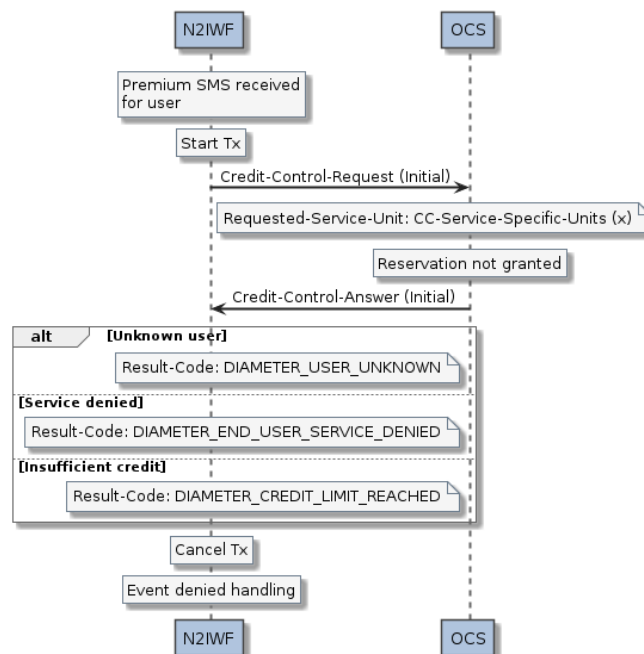 N2IWF
OCS
Premium SMS received
for user
Start Tx
Credit-Control-Request (Initial)
Requested-Service-Unit: CC-Service-Specific-Units (x)
Reservation not granted
Credit-Control-Answer (Initial)
alt
[Unknown user]
Result-Code: DIAMETER_USER_UNKNOWN
[Service denied]
Result-Code: DIAMETER_END_USER_SERVICE_DENIED
[Insufficient credit]
Result-Code: DIAMETER_CREDIT_LIMIT_REACHED
Cancel Tx
Event denied handling
N2IWF
OCS